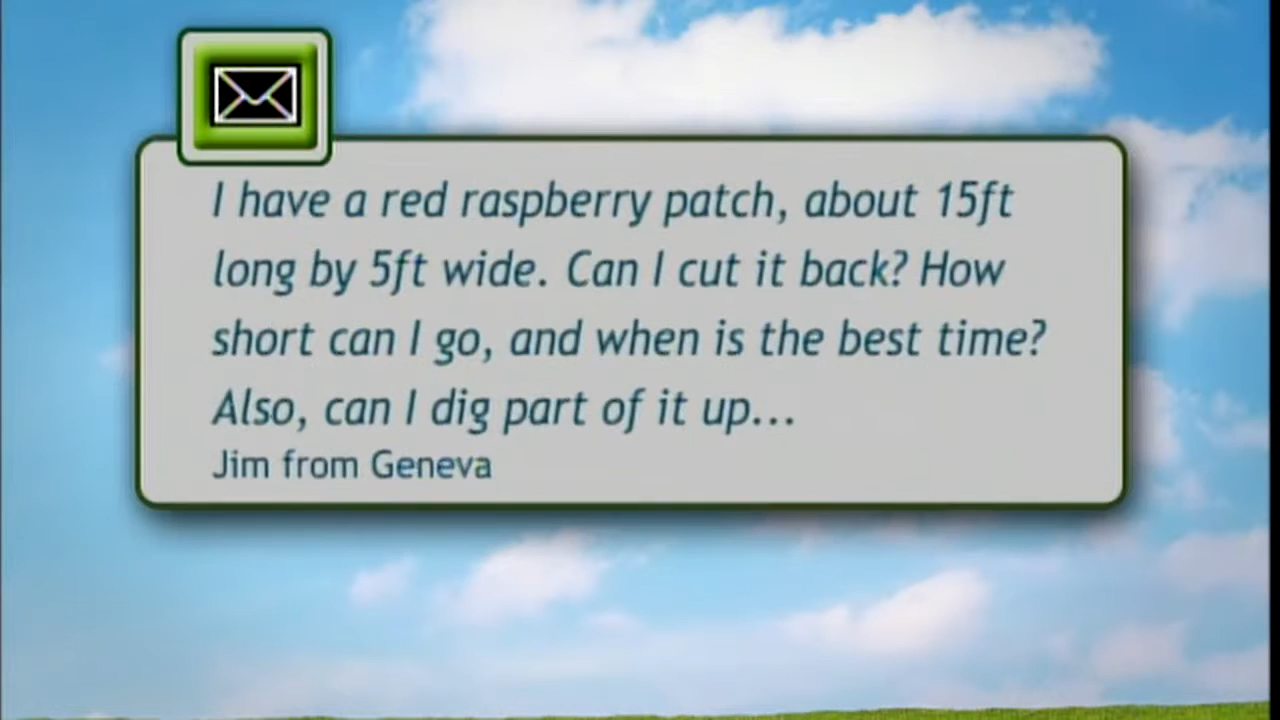 I have a red raspberry patch, about 15ft
long by 5ft wide. Can I cut it back? How
short can I go, and when is the best time?
Also, can I dig part of it up...
Jim from Geneva